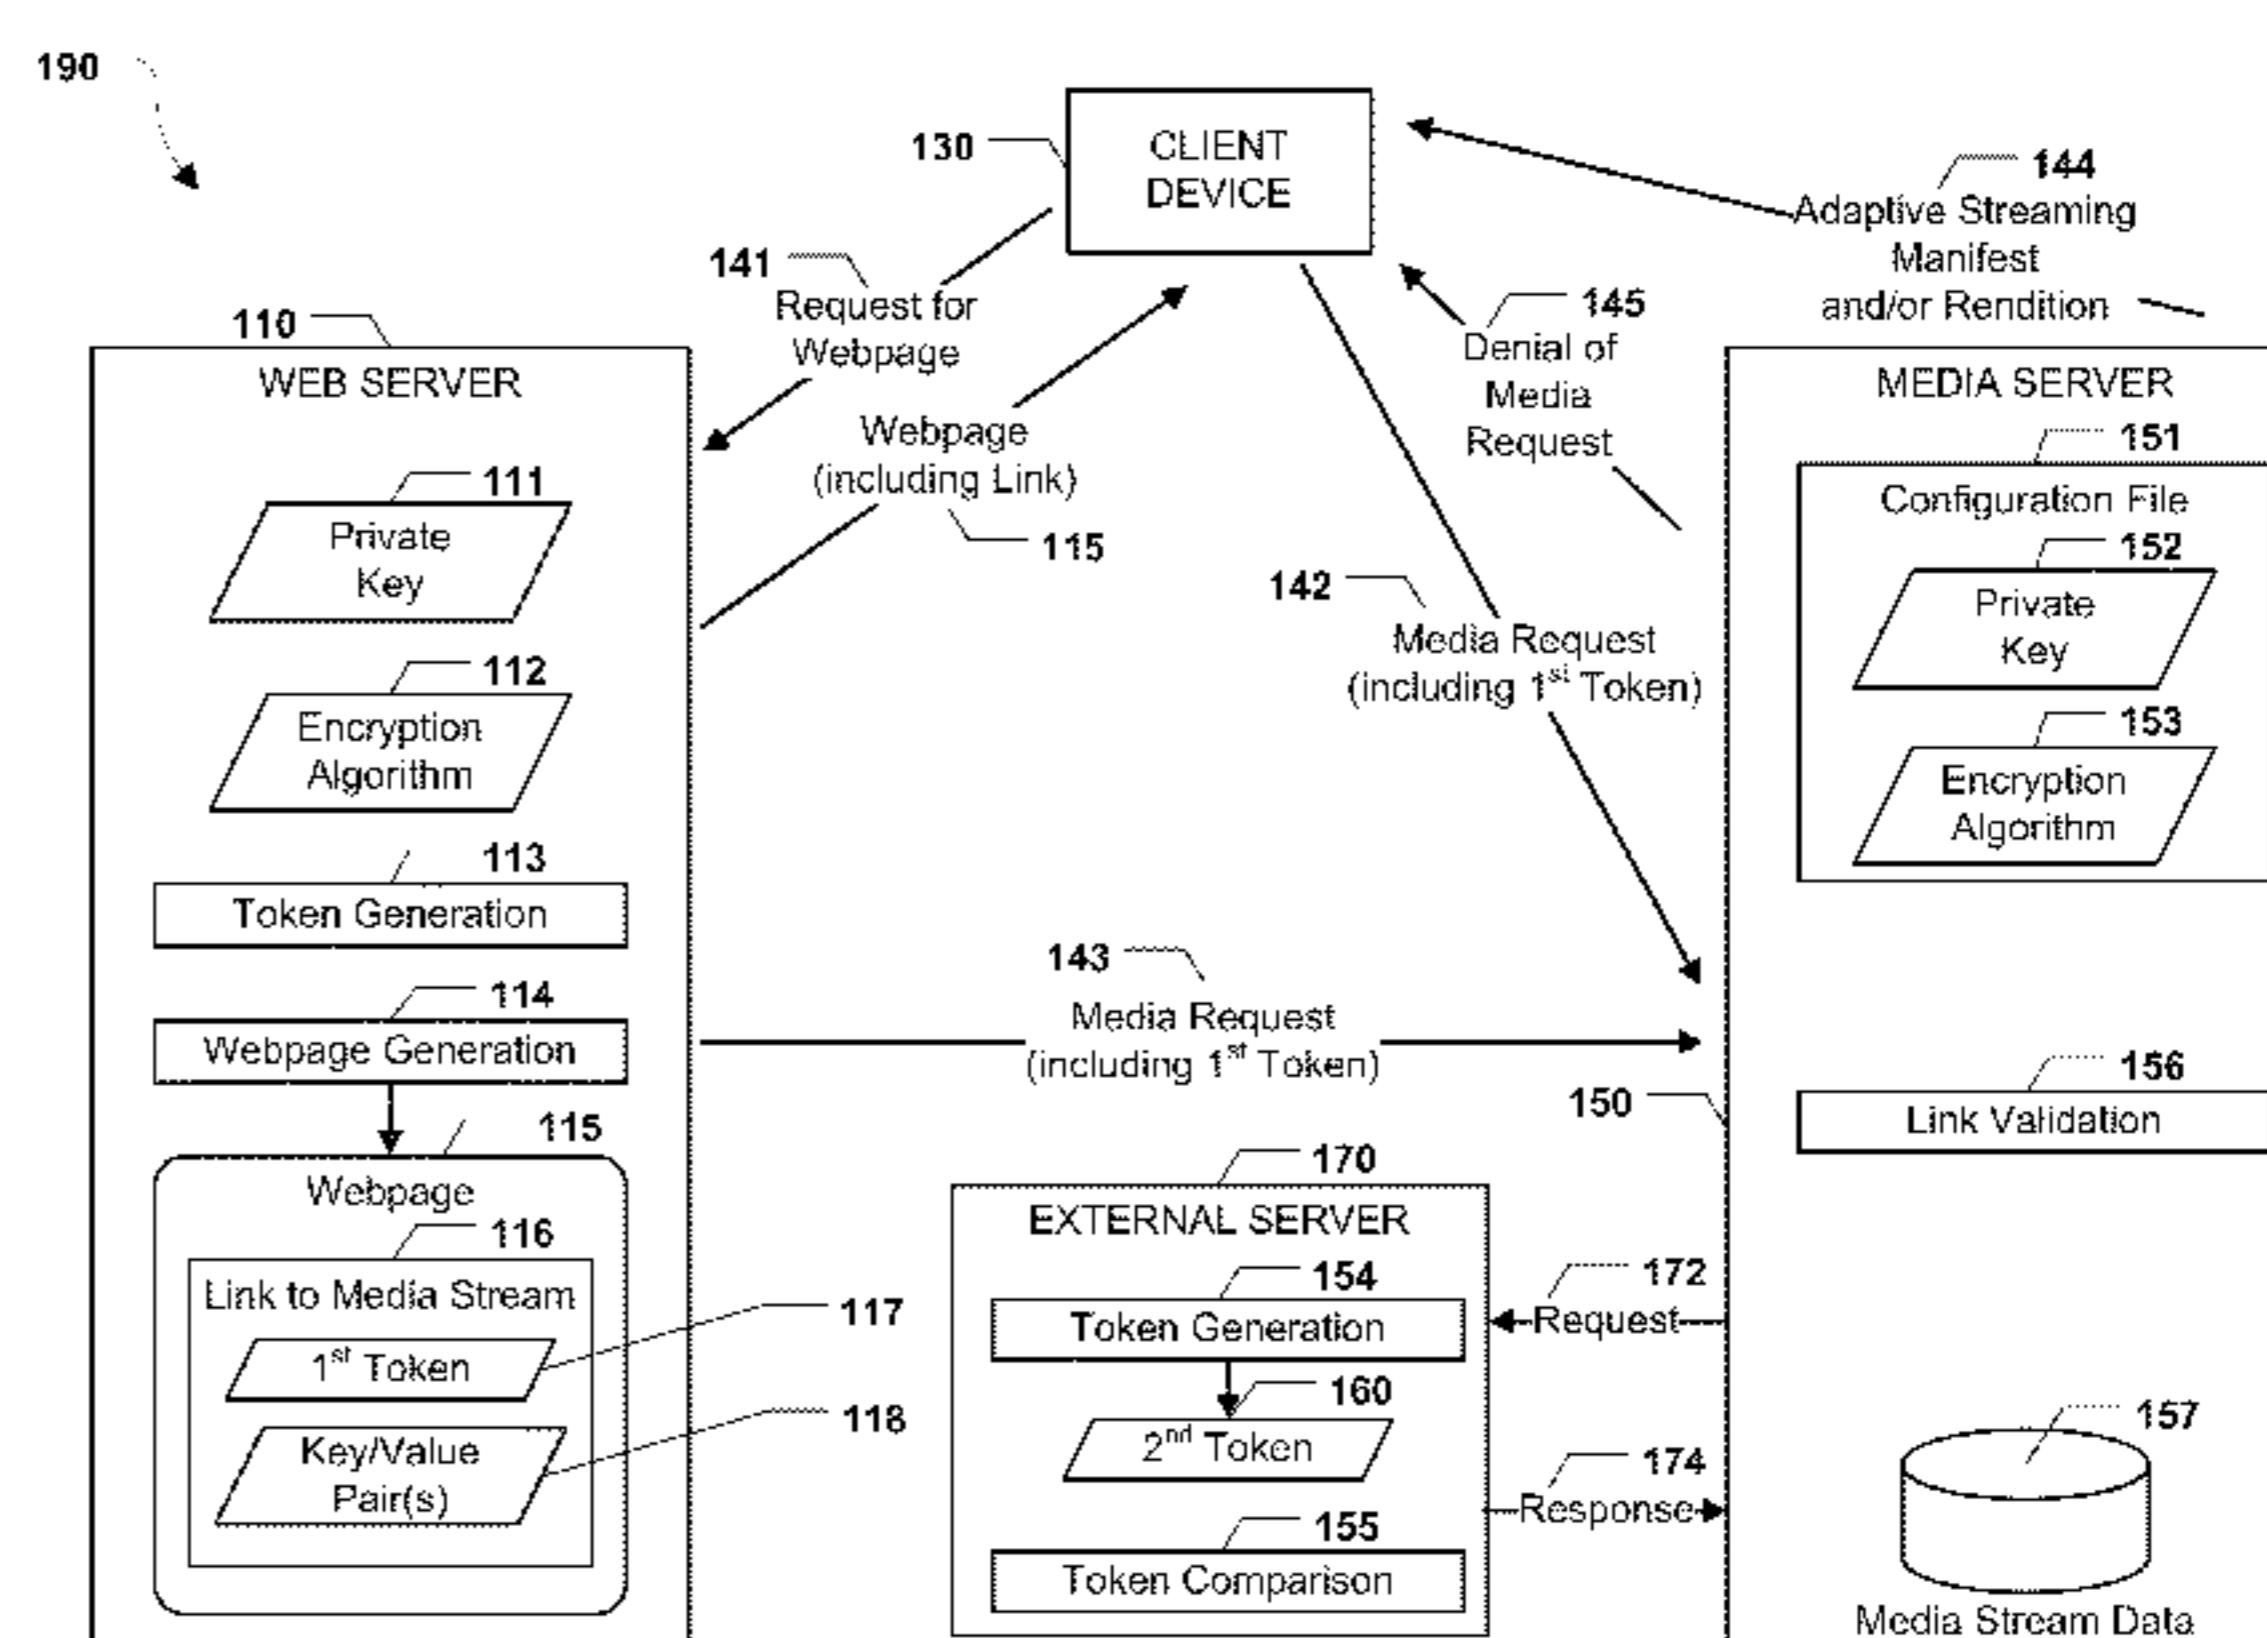 190
130
CLIENT
DEVICE
144
Adaptive Streaming
Manifest
and/or Rendition
141
Request for
Webpage
145
Denial of
Media
Request
110
WEB SERVER
Webpage
(including Link)
115
111
Private
Key
112
Encryption
Algorithm
113
Token Generation
114
Webpage Generation
115
Webpage
116
Link to Media Stream
1st Token
117
Key/Value
Pair(s)
118
142
Media Request
(including 1st Token)
143
Media Request
(including 1st Token)
170
EXTERNAL SERVER
154
Token Generation
160
2nd Token
155
Token Comparison
172
Request
174
Response
150
MEDIA SERVER
151
Configuration File
152
Private
Key
153
Encryption
Algorithm
156
Link Validation
157
Media Stream Data